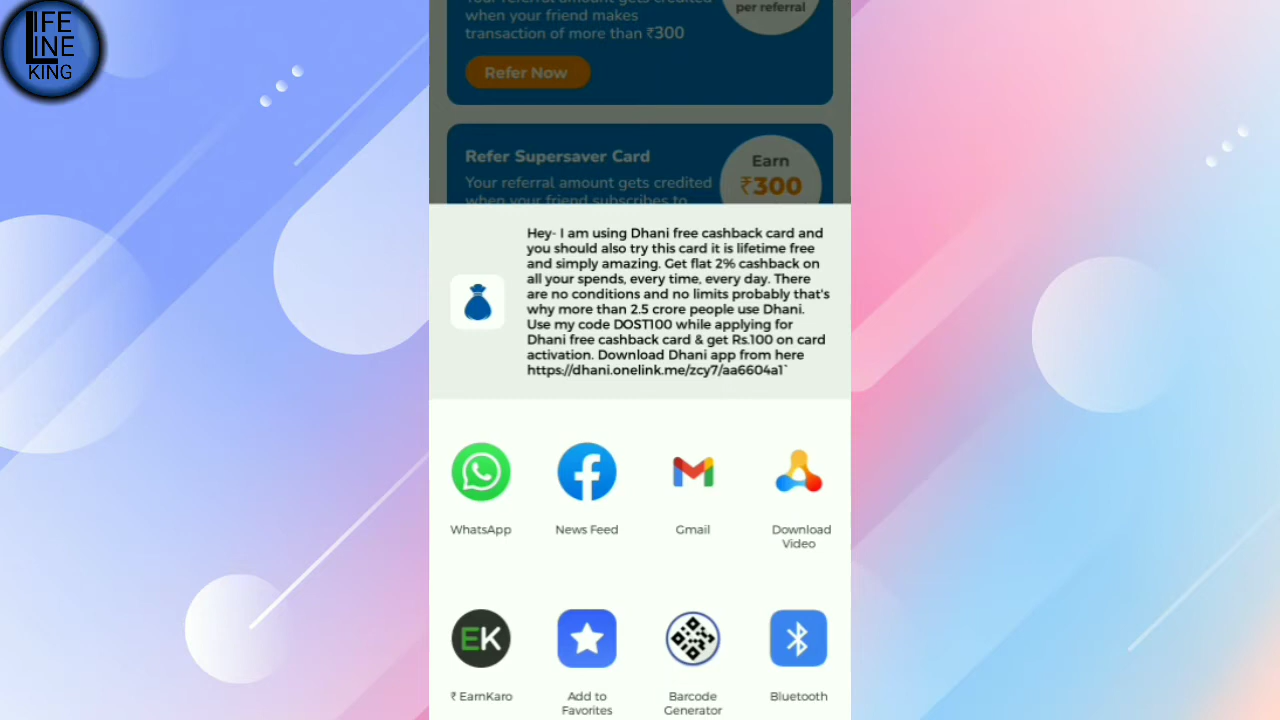 LIFE
LINE
KING
Your referral amount gets credited
when your friend makes
transaction of more than ₹300
per referral
Refer Now
Refer Supersaver Card
Your referral amount gets credited
when your friend subscribes to
Earn
₹300
Hey- I am using Dhani free cashback card and
you should also try this card it is lifetime free
and simply amazing. Get flat 2% cashback on
all your spends, every time, every day. There
are no conditions and no limits probably that's
why more than 2.5 crore people use Dhani.
Use my code DOST100 while applying for
Dhani free cashback card & get Rs.100 on card
activation. Download Dhani app from here
https://dhani.onelink.me/zcy7/aa6604a1`
WhatsApp
News Feed
Gmail
Download
Video
EK
₹ EarnKaro
Add to
Favorites
Barcode
Generator
Bluetooth